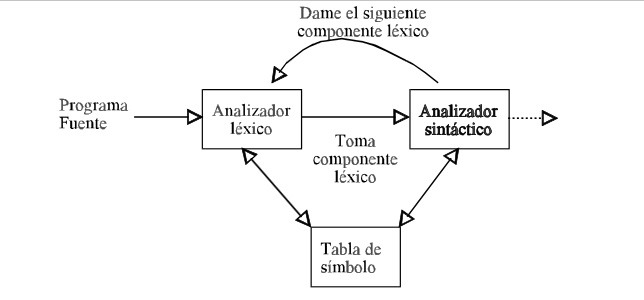 Dame el siguiente
componente léxico
Programa
Fuente
Analizador
léxico
Toma
componente
léxico
Analizador
sintáctico
Tabla de
símbolo